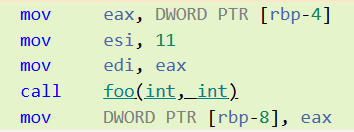 mov eax, DWORD PTR [rbp-4]
mov esi, 11
mov edi, eax
call foo(int, int)
mov DWORD PTR [rbp-8], eax